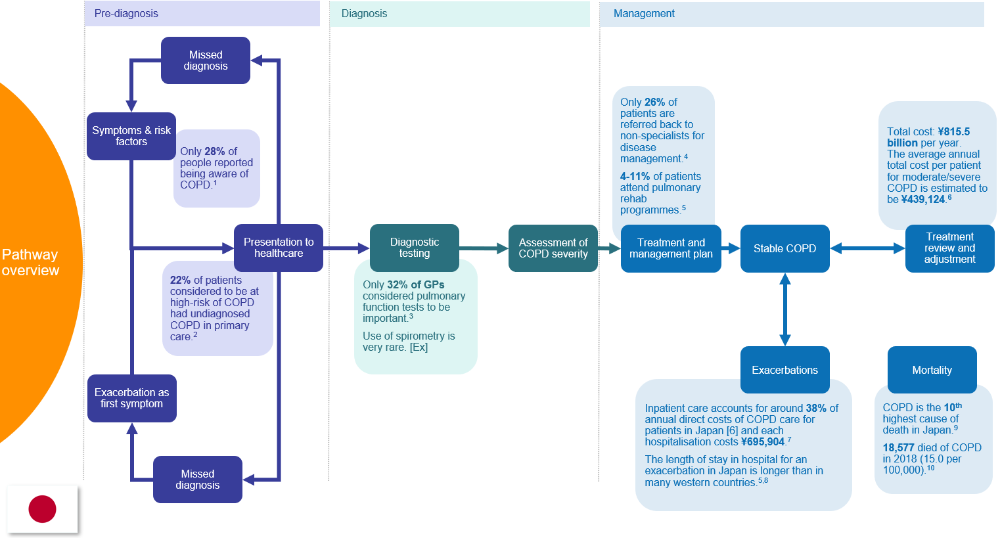 Pre-diagnosis
Diagnosis
Management
Pathway
overview
Missed
diagnosis
Symptoms & risk
factors
Only 28% of
people reported
being aware of
COPD.1
Presentation to
healthcare
22% of patients
considered to be at
high-risk of COPD
had undiagnosed
COPD in primary
care.2
Exacerbation as
first symptom
Missed
diagnosis
Diagnostic
testing
Only 32% of GPs
considered pulmonary
function tests to be
important.3
Use of spirometry is
very rare. [Ex]
Assessment of
COPD severity
Only 26% of
patients are
referred back to
non-specialists for
disease
management.4
4-11% of patients
attend pulmonary
rehab
programmes.5
Treatment and
management plan
Stable COPD
Total cost: ¥815.5
billion per year.
The average annual
total cost per patient
for moderate/severe
COPD is estimated to
be ¥439,124.6
Treatment
review and
adjustment
Exacerbations
Inpatient care accounts for around 38% of
annual direct costs of COPD care for
patients in Japan [6] and each
hospitalisation costs ¥695,904.7
The length of stay in hospital for an
exacerbation in Japan is longer than in
many western countries.5,8
Mortality
COPD is the 10th
highest cause of
death in Japan.9
18,577 died of COPD
in 2018 (15.0 per
100,000).10